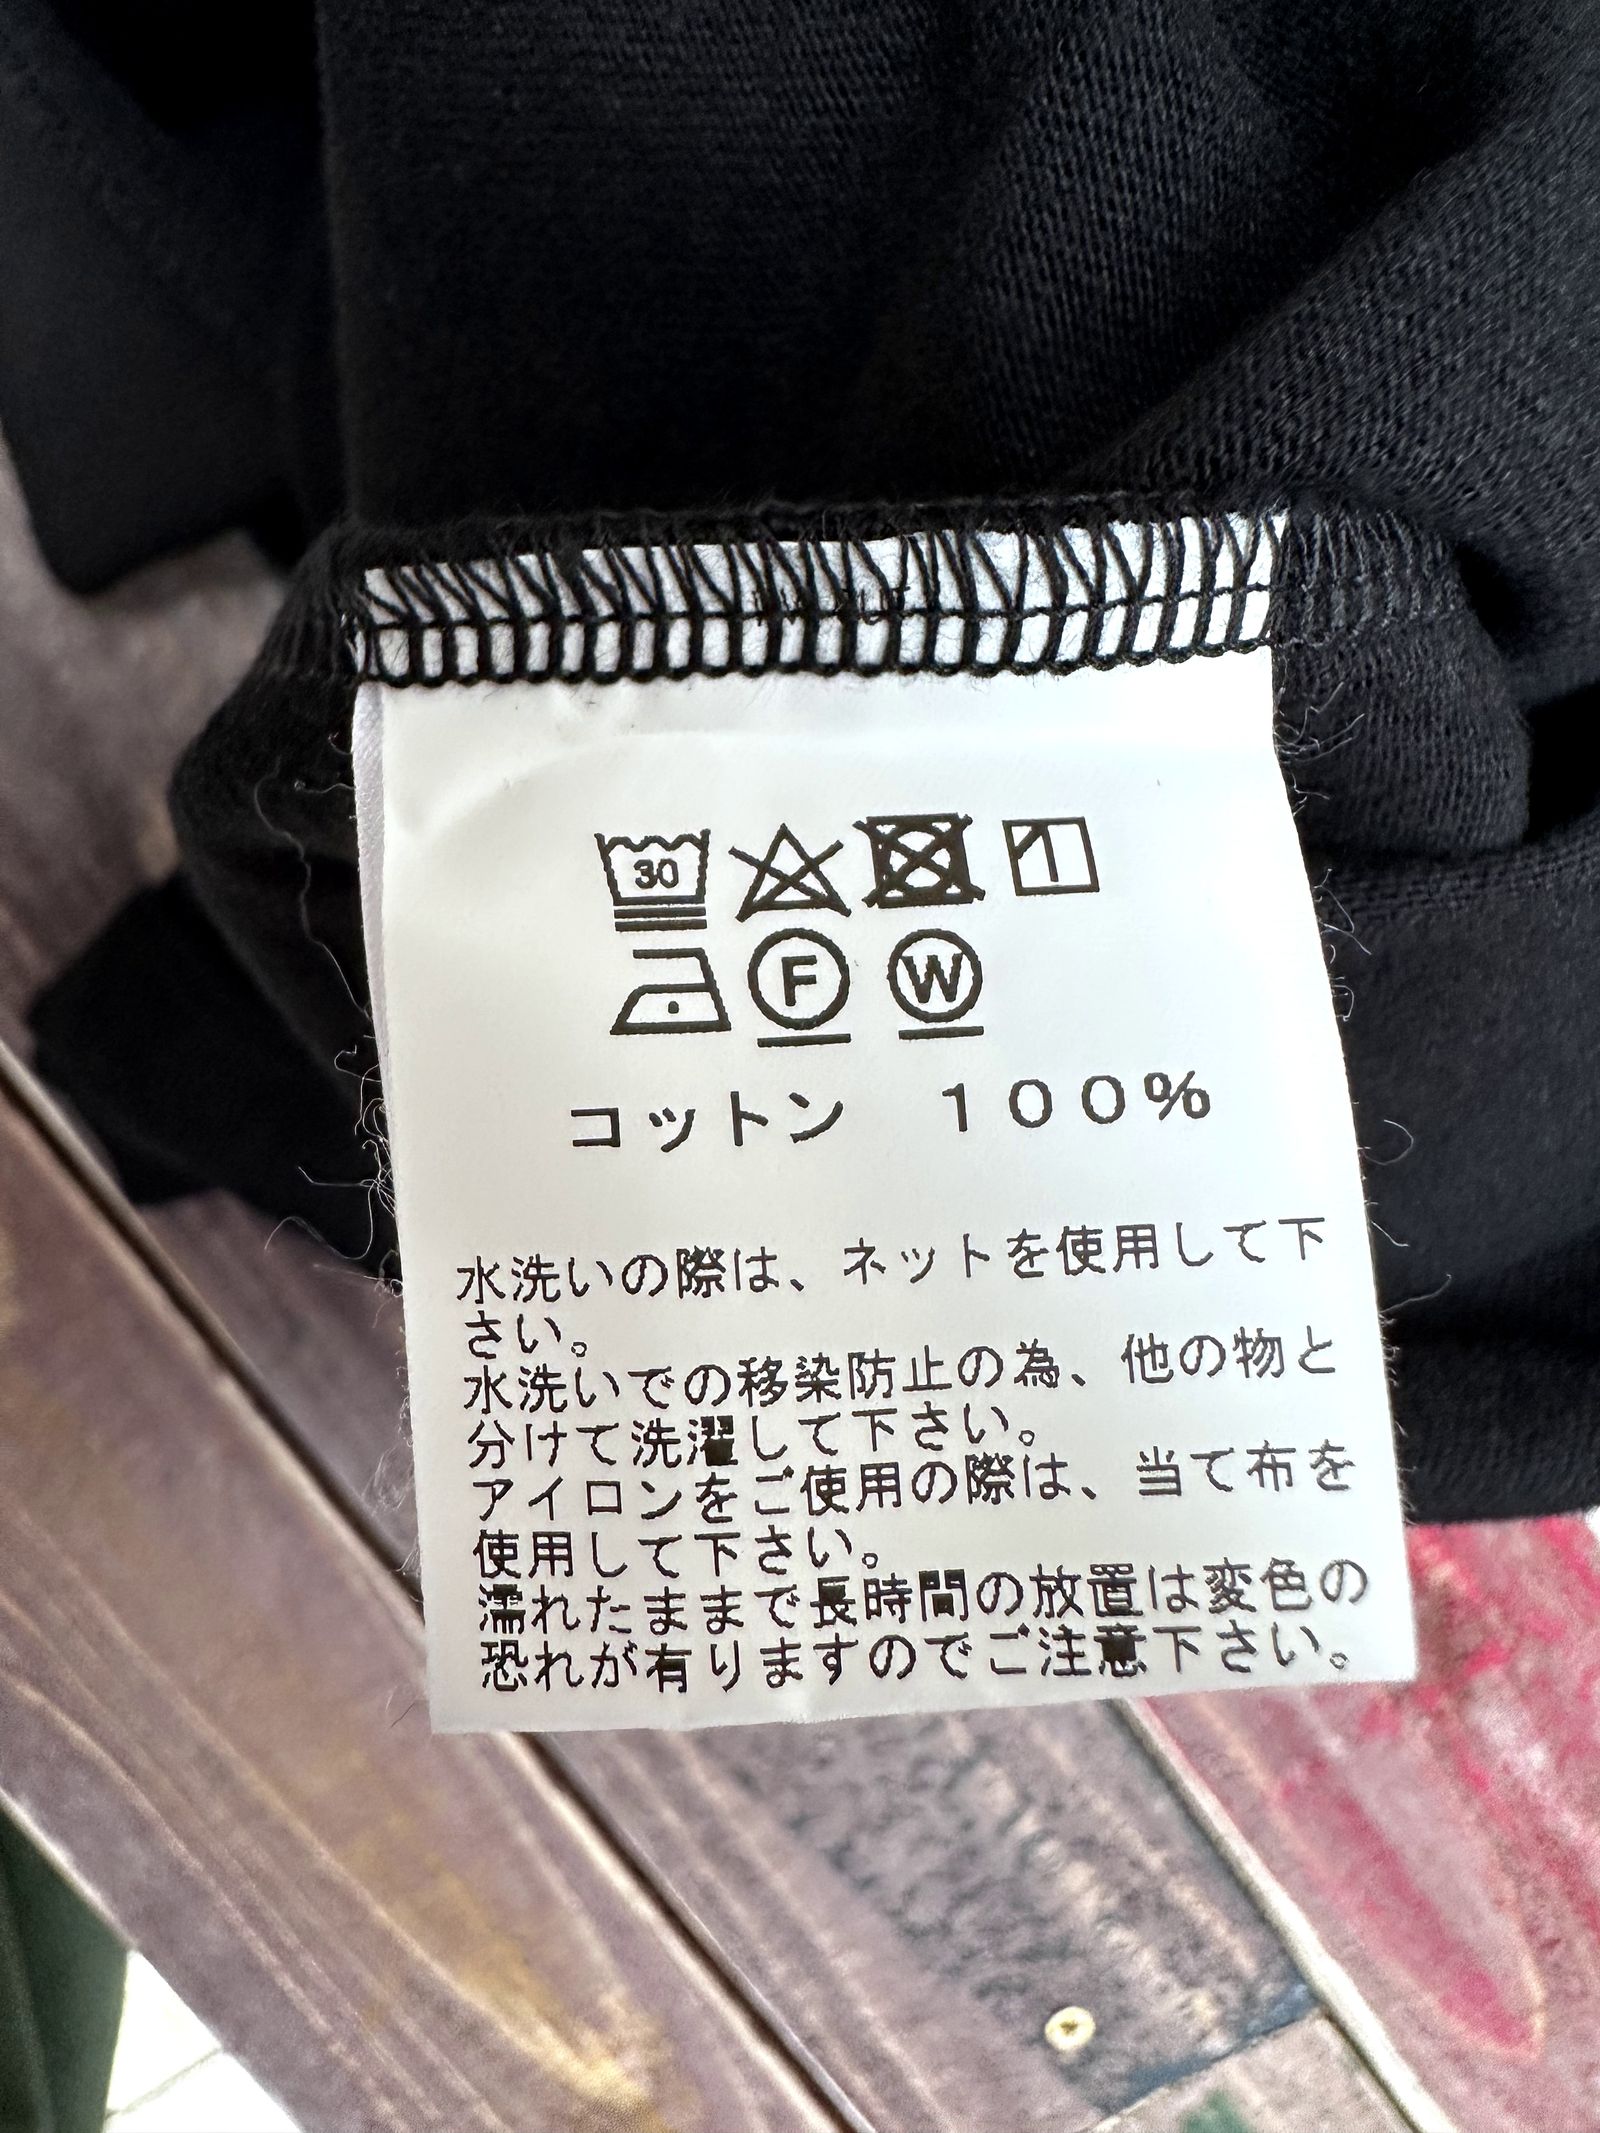 30
F W
コットン　１００％
水洗いの際は、ネットを使用して下
さい。
水洗いでの移染防止の為、他の物と
分けて洗濯して下さい。
アイロンをご使用の際は、当て布を
使用して下さい。
濡れたままで長時間の放置は変色の
恐れが有りますのでご注意下さい。